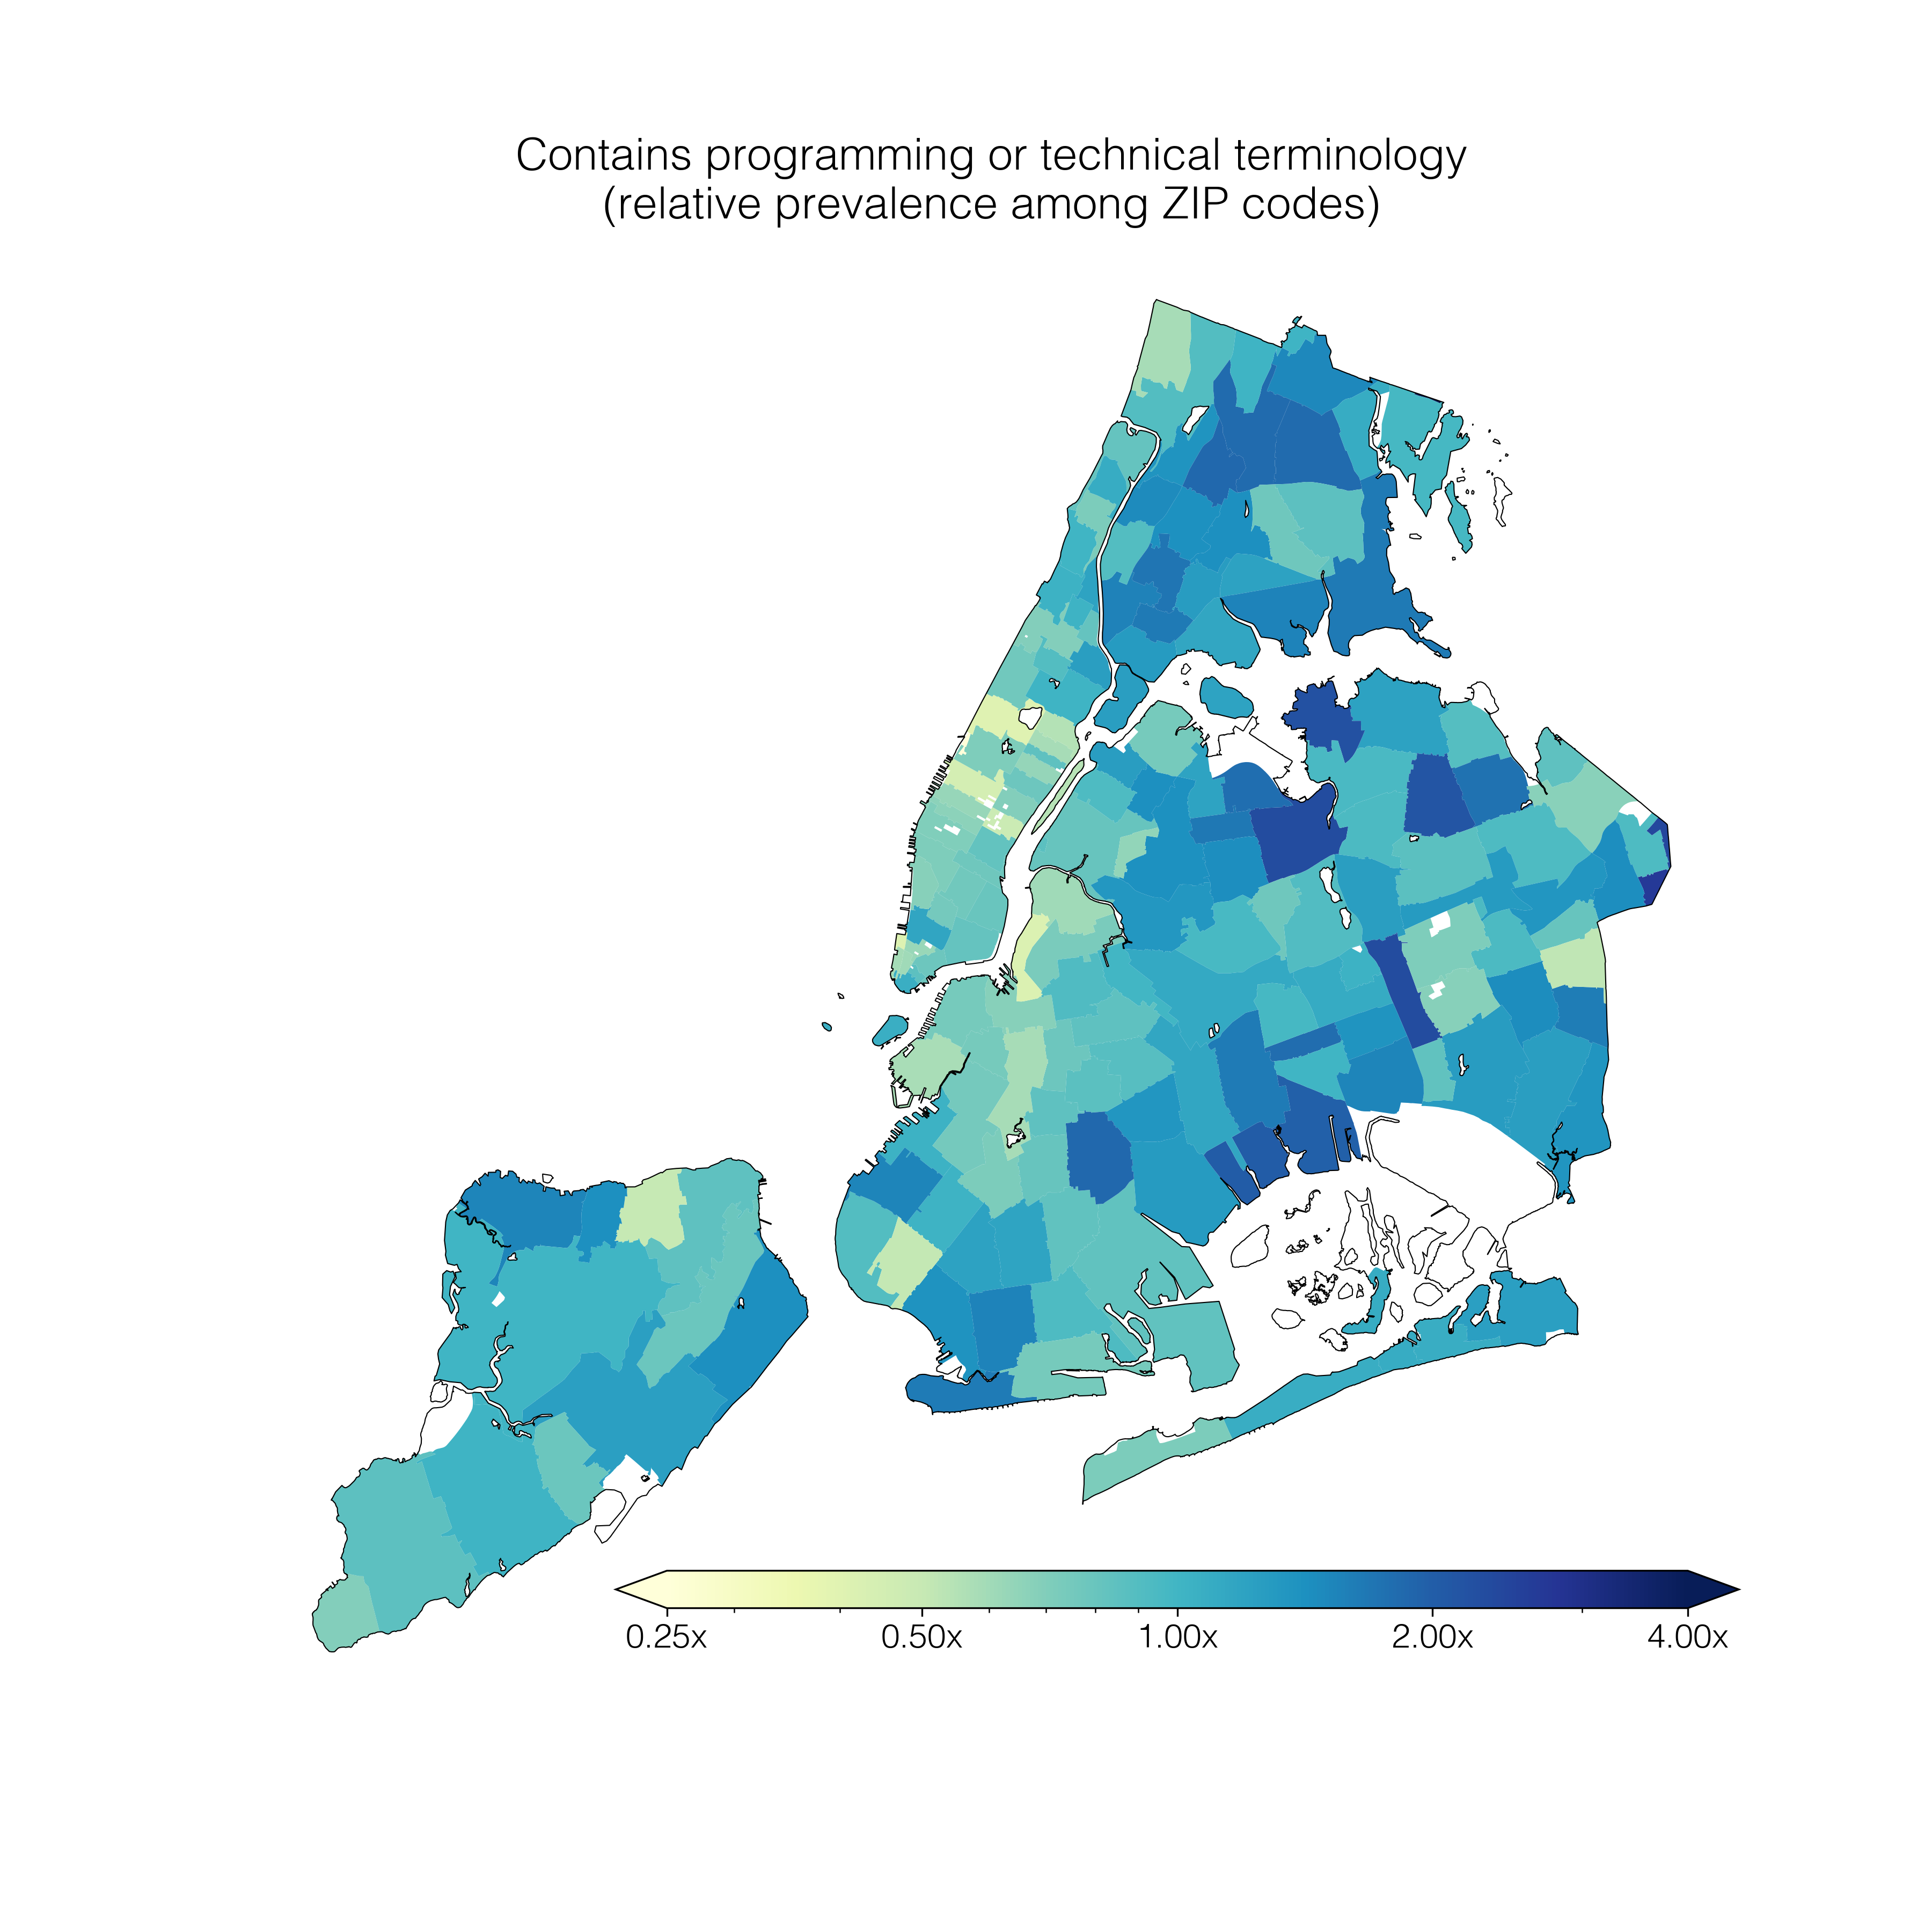 Contains programming or technical terminology
(relative prevalence among ZIP codes)
0.25x 0.50x 1.00x 2.00x 4.00x